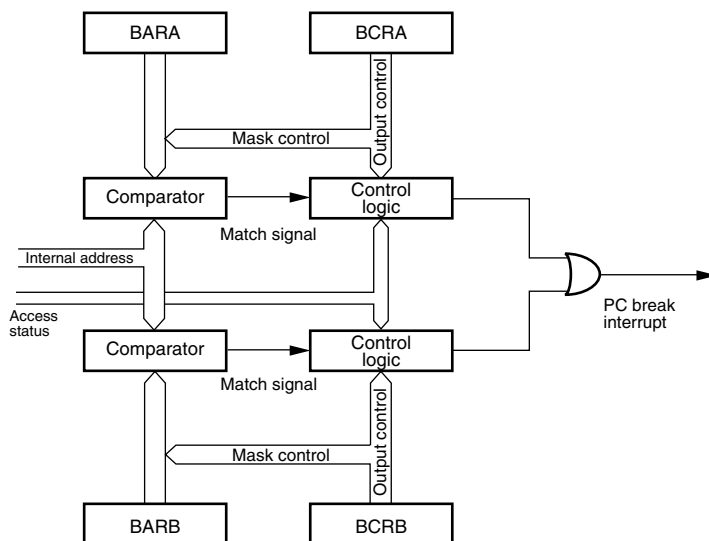 BARA
BCRA
Output control
Mask control
Comparator
Control
logic
Match signal
Internal address
Access
status
PC break
interrupt
Comparator
Control
logic
Match signal
Output control
Mask control
BARB
BCRB